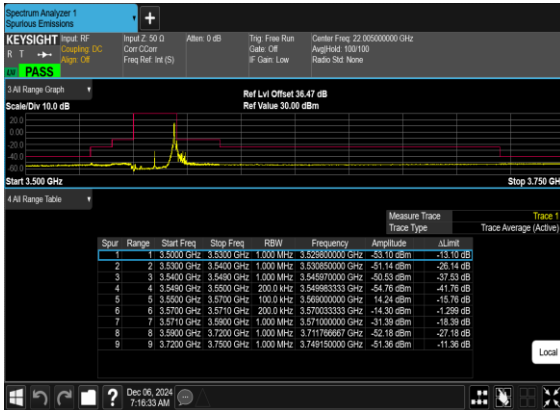 Spectrum Analyzer 1
Spurious Emissions
+
KEYSIGHT Input: RF Input Z: 50 Ω Atten: 0 dB Trig: Free Run Center Freq: 22.005000000 GHz
R T Coupling: DC Corr CCorr Gate: Off Avg|Hold: 100/100
Align: Off Freq Ref: Int (S) IF Gain: Low Radio Std: None
PASS
3 All Range Graph
Ref Lvl Offset 36.47 dB
Scale/Div 10.0 dB Ref Value 30.00 dBm
20.0
0.00
-20.0
-40.0
-60.0
Start 3.500 GHz Stop 3.750 GH
4 All Range Table
Measure Trace Trace 1
Trace Type Trace Average (Active)
Spur Range Start Freq Stop Freq RBW Frequency Amplitude ΔLimit
1 1 3.5000 GHz 3.5300 GHz 1.000 MHz 3.529800000 GHz -53.10 dBm -13.10 dB
2 2 3.5300 GHz 3.5400 GHz 1.000 MHz 3.530850000 GHz -51.14 dBm -26.14 dB
3 3 3.5400 GHz 3.5490 GHz 1.000 MHz 3.545970000 GHz -50.53 dBm -37.53 dB
4 4 3.5490 GHz 3.5500 GHz 200.0 kHz 3.549983333 GHz -54.76 dBm -41.76 dB
5 5 3.5500 GHz 3.5700 GHz 100.0 kHz 3.569000000 GHz 14.24 dBm -15.76 dB
6 6 3.5700 GHz 3.5710 GHz 200.0 kHz 3.570033333 GHz -14.30 dBm -1.299 dB
7 7 3.5710 GHz 3.5900 GHz 1.000 MHz 3.571000000 GHz -31.39 dBm -18.39 dB
8 8 3.5900 GHz 3.7200 GHz 1.000 MHz 3.711766667 GHz -52.18 dBm -27.18 dB
9 9 3.7200 GHz 3.7500 GHz 1.000 MHz 3.749150000 GHz -51.36 dBm -11.36 dB
Local
? Dec 06, 2024
7:16:33 AM